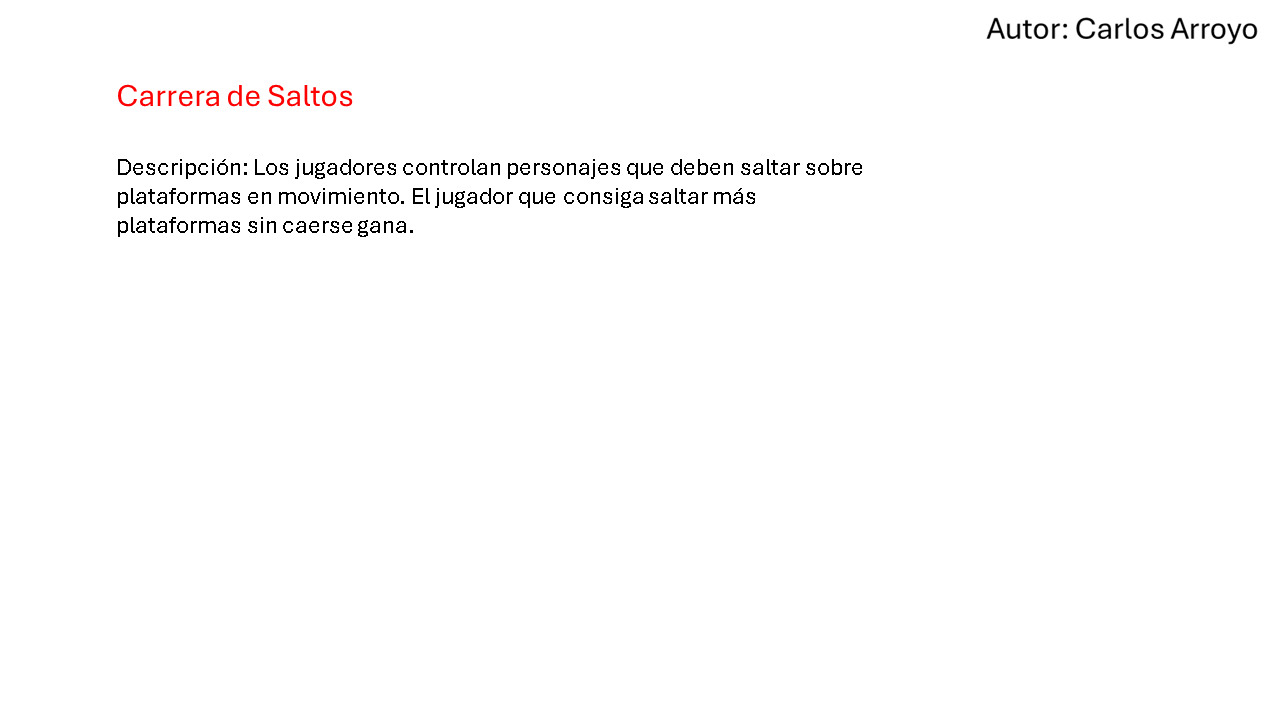 Autor: Carlos Arroyo
Carrera de Saltos
Descripción: Los jugadores controlan personajes que deben saltar sobre
plataformas en movimiento. El jugador que consiga saltar más
plataformas sin caerse gana.